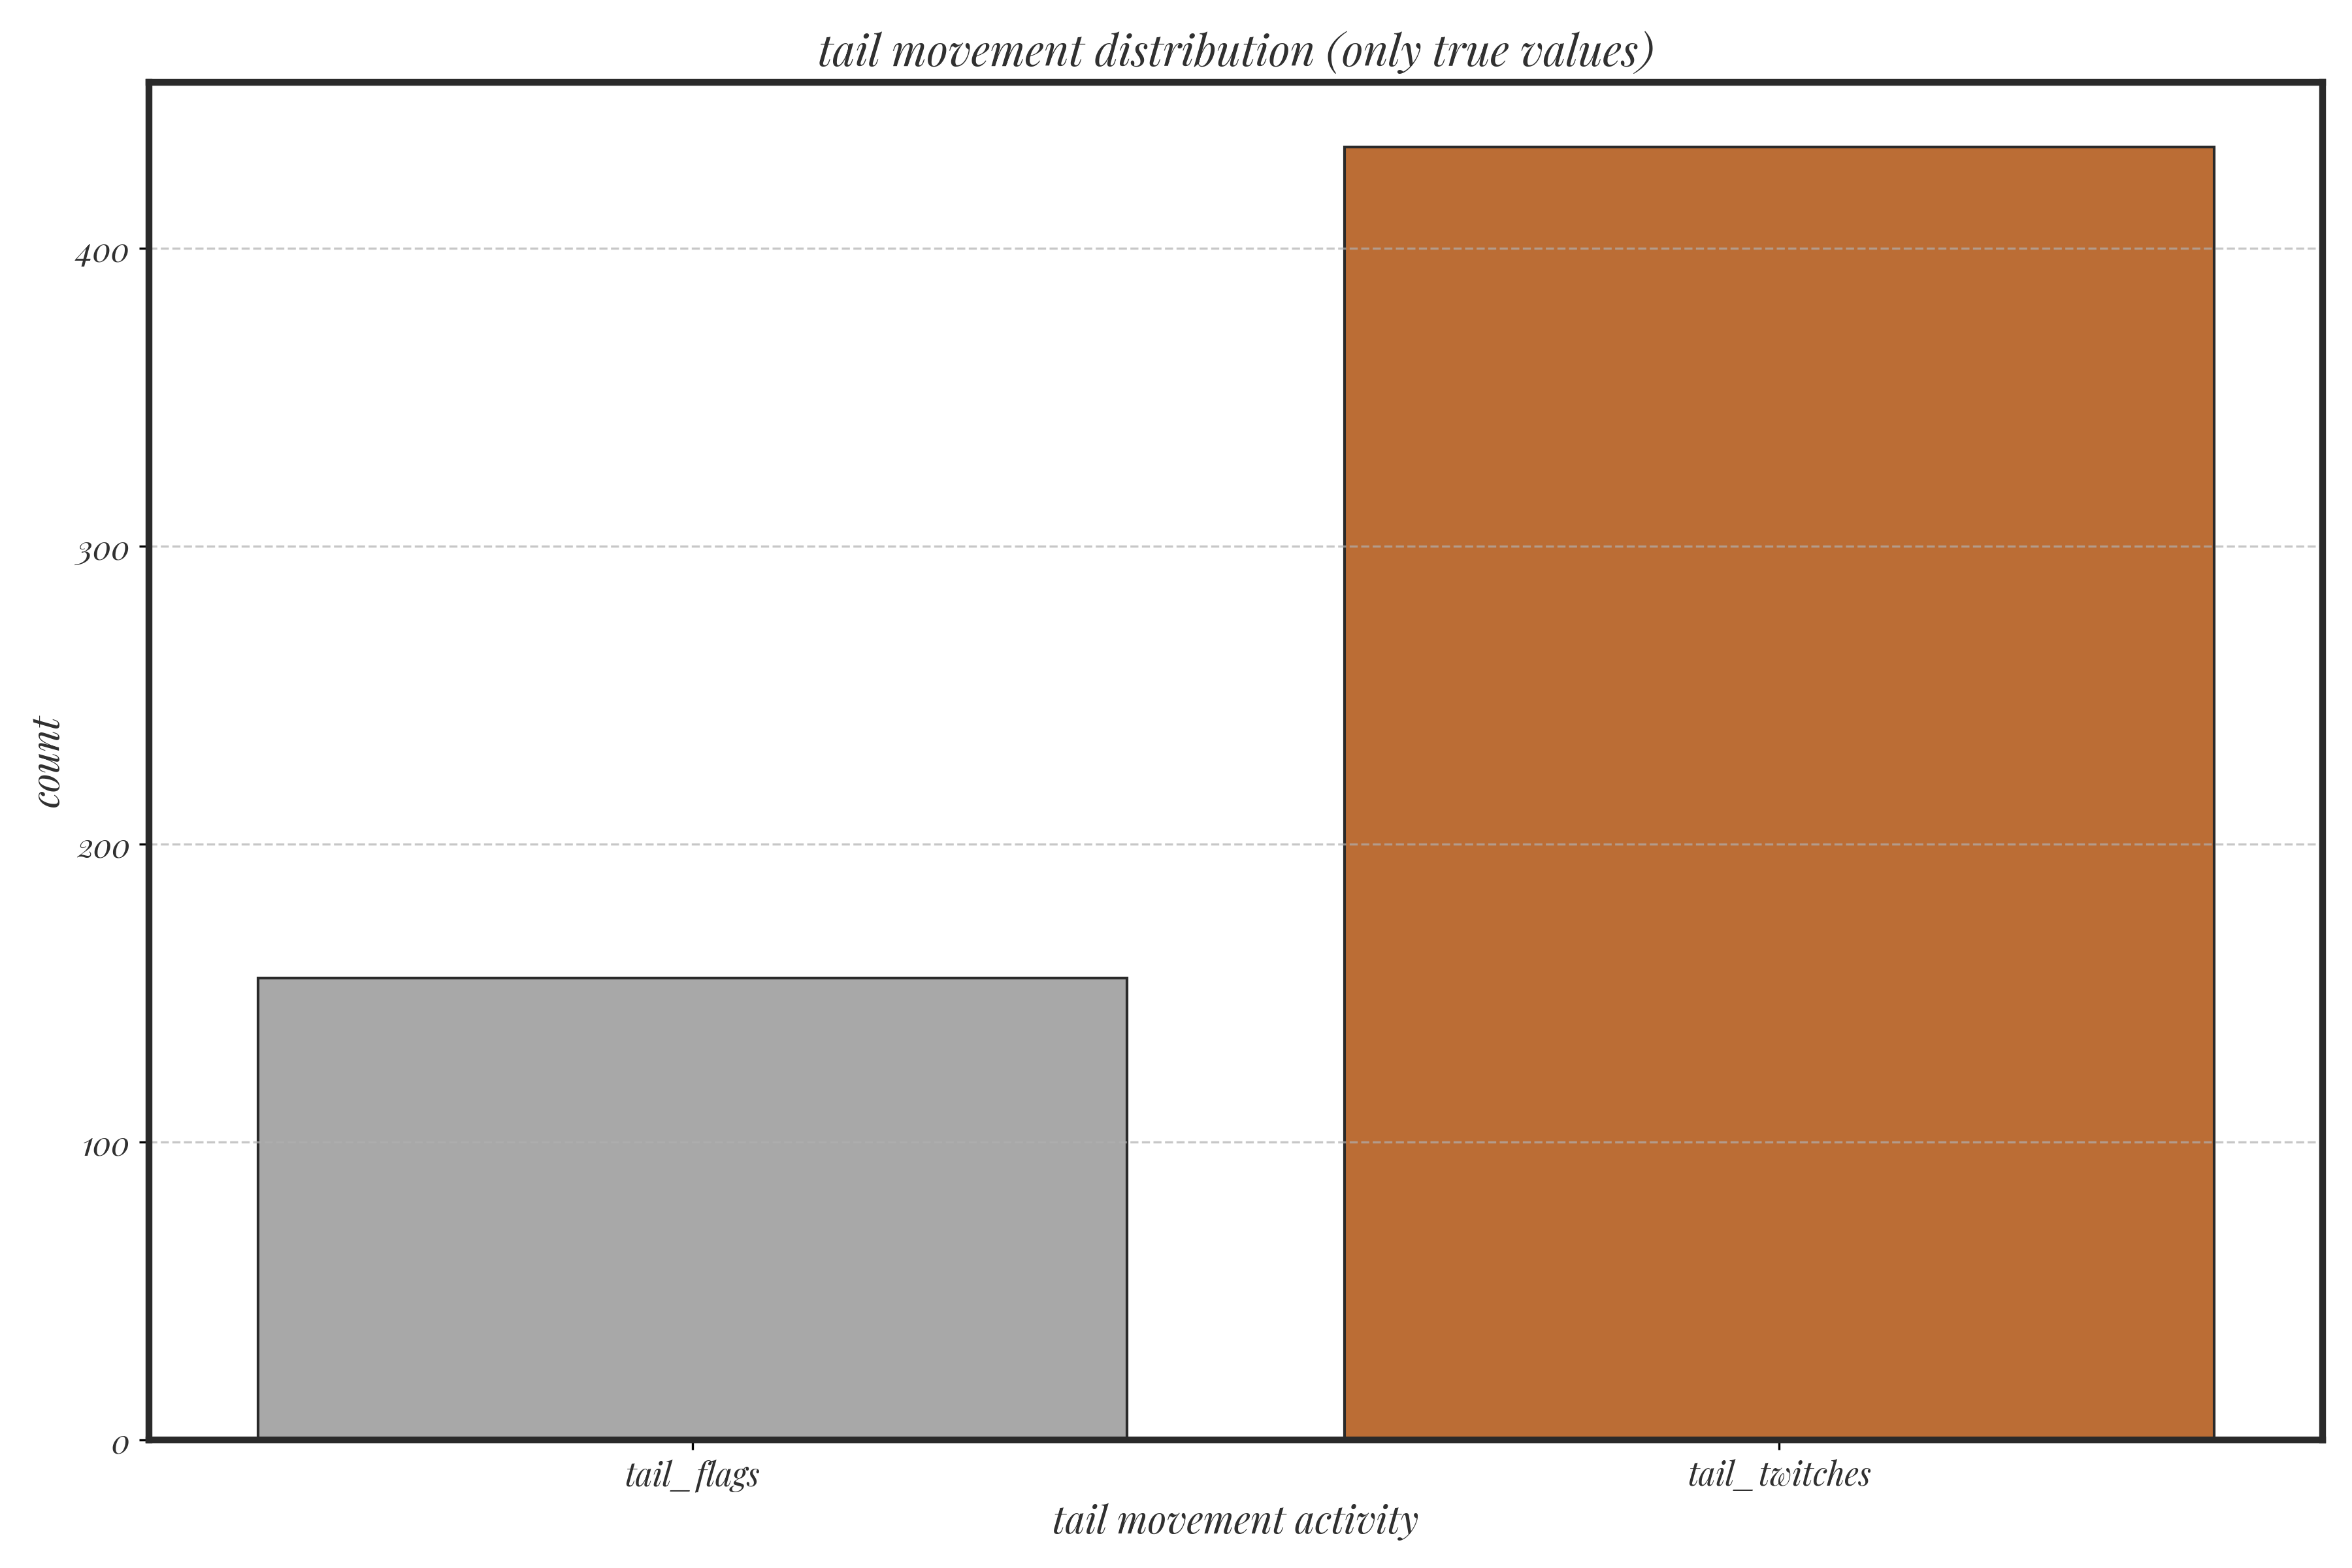 tail movement distribution (only true values)
400
300
200
100
0
count
tail_flags
tail_twitches
tail movement activity